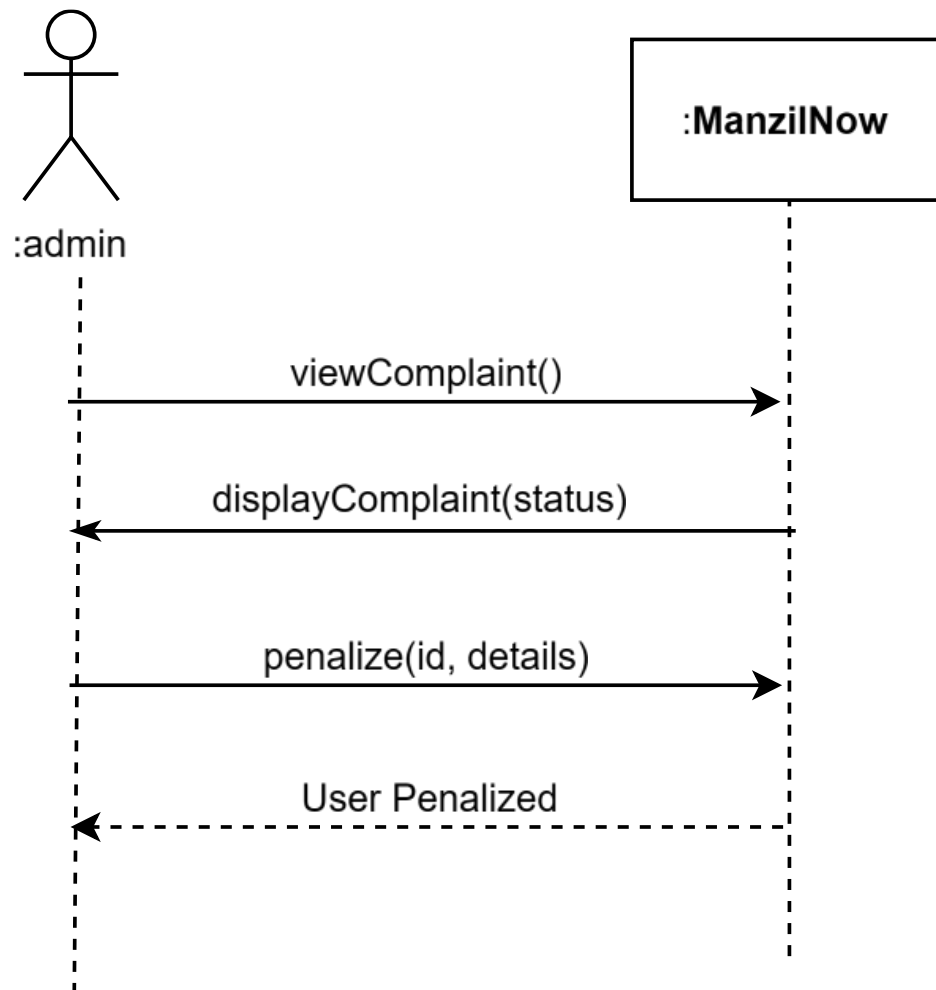 :ManzilNow
:admin
viewComplaint()
displayComplaint(status)
penalize(id, details)
User Penalized